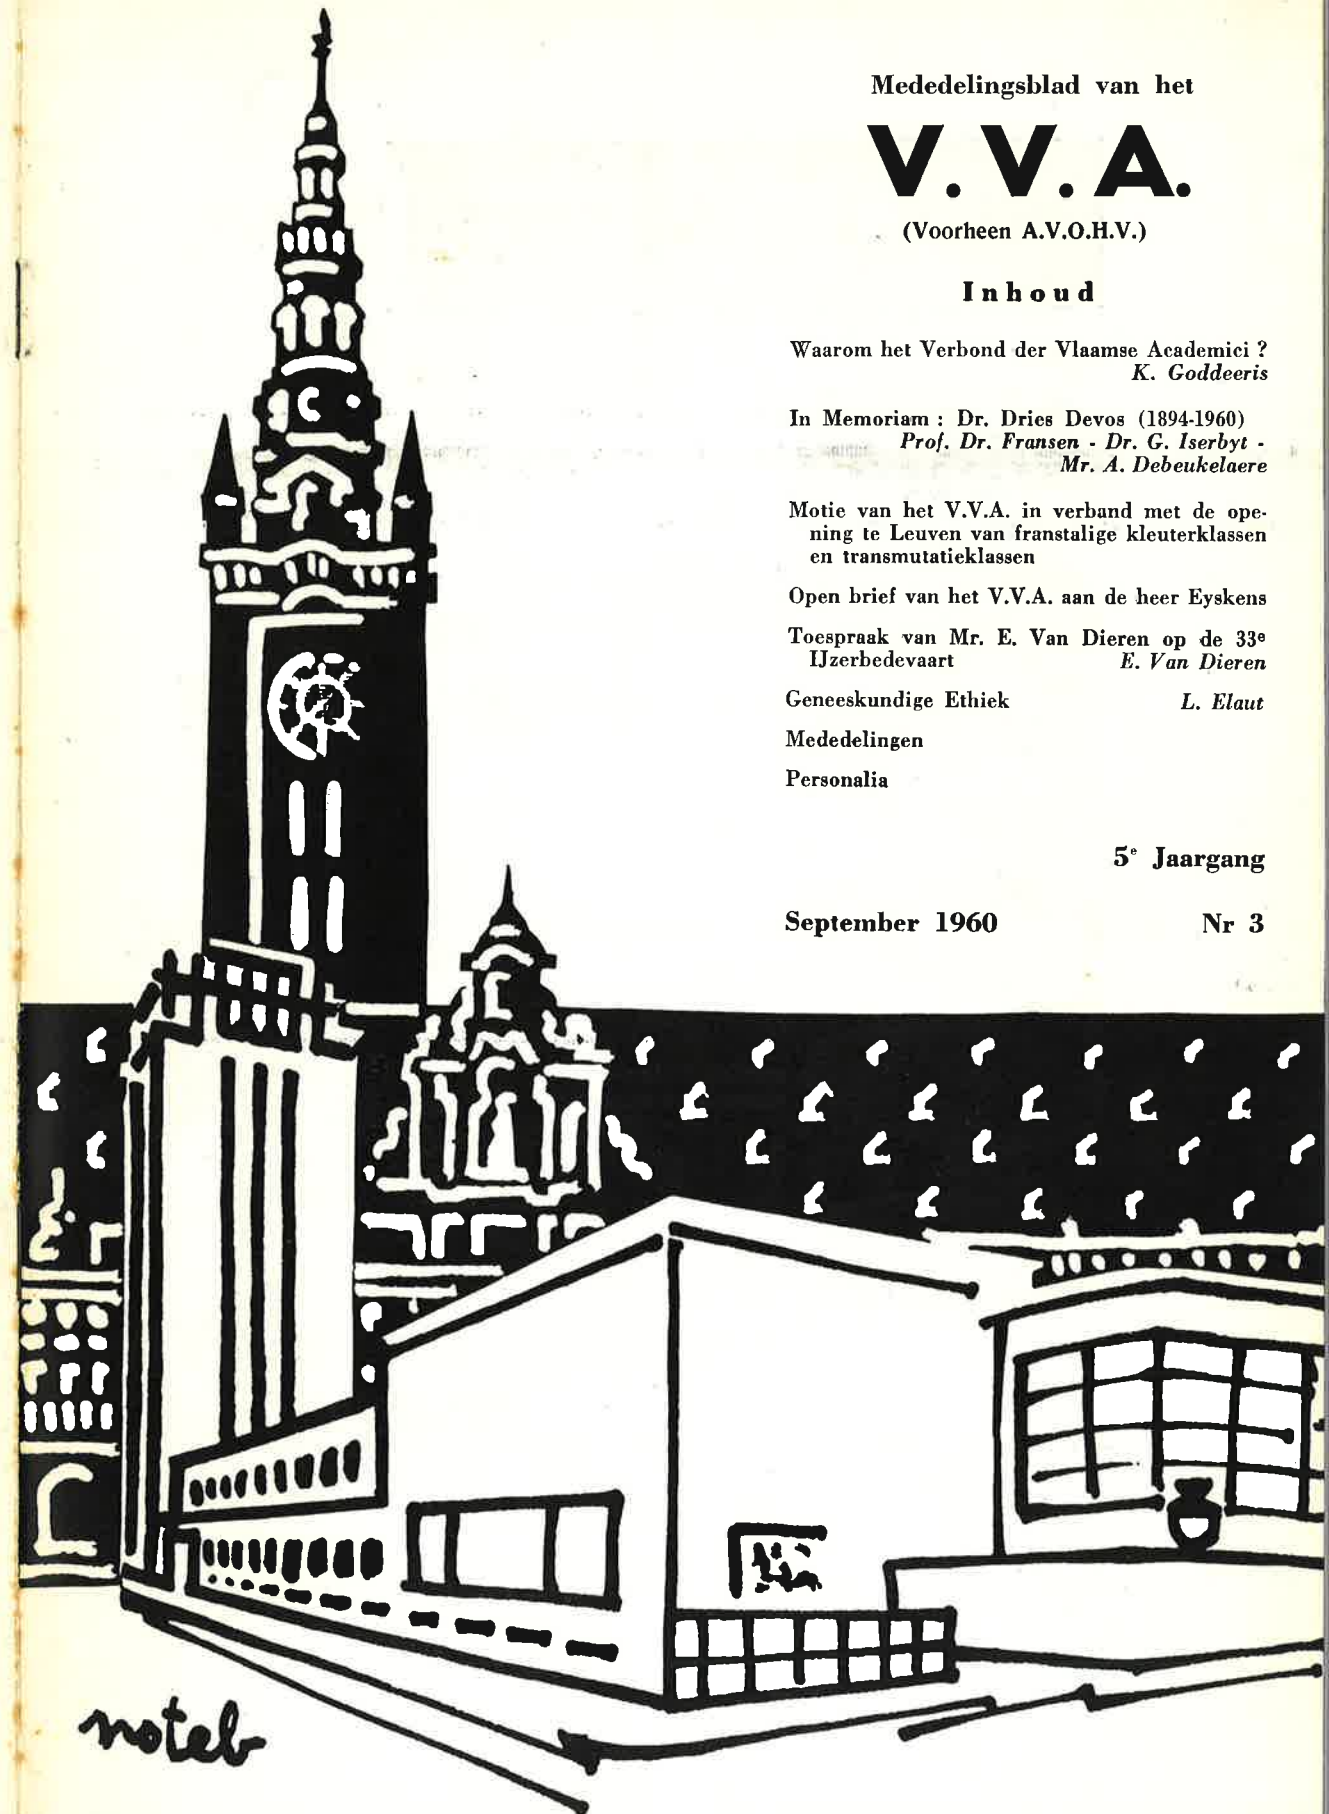 Mededelingsblad van het
V.V.A.
(Voorheen A.V.O.H.V.)
Inhoud
Waarom het Verbond der Vlaamse Academici ?
K. Goddeeris
In Memoriam : Dr. Dries Devos (1894-1960)
Prof. Dr. Fransen - Dr. G. Iserbyt -
Mr. A. Debeukelaere
Motie van het V.V.A. in verband met de ope-
ning te Leuven van franstalige kleuterklassen
en transmutatieklassen
Open brief van het V.V.A. aan de heer Eyskens
Toespraak van Mr. E. Van Dieren op de 33e
IJzerbedevaart E. Van Dieren
Geneeskundige Ethiek L. Elaut
Mededelingen
Personalia
5e Jaargang
September 1960 Nr 3
noteb